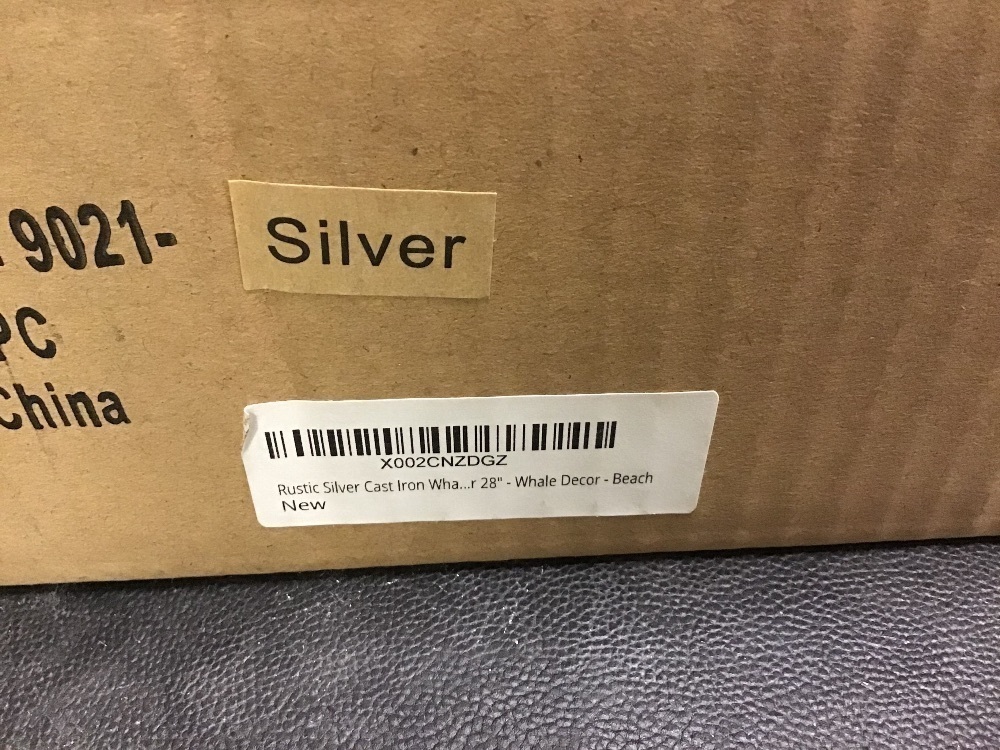 9021-
Silver
PC
China
X002CNZDGZ
Rustic Silver Cast Iron Wha...r 28" - Whale Decor - Beach
New